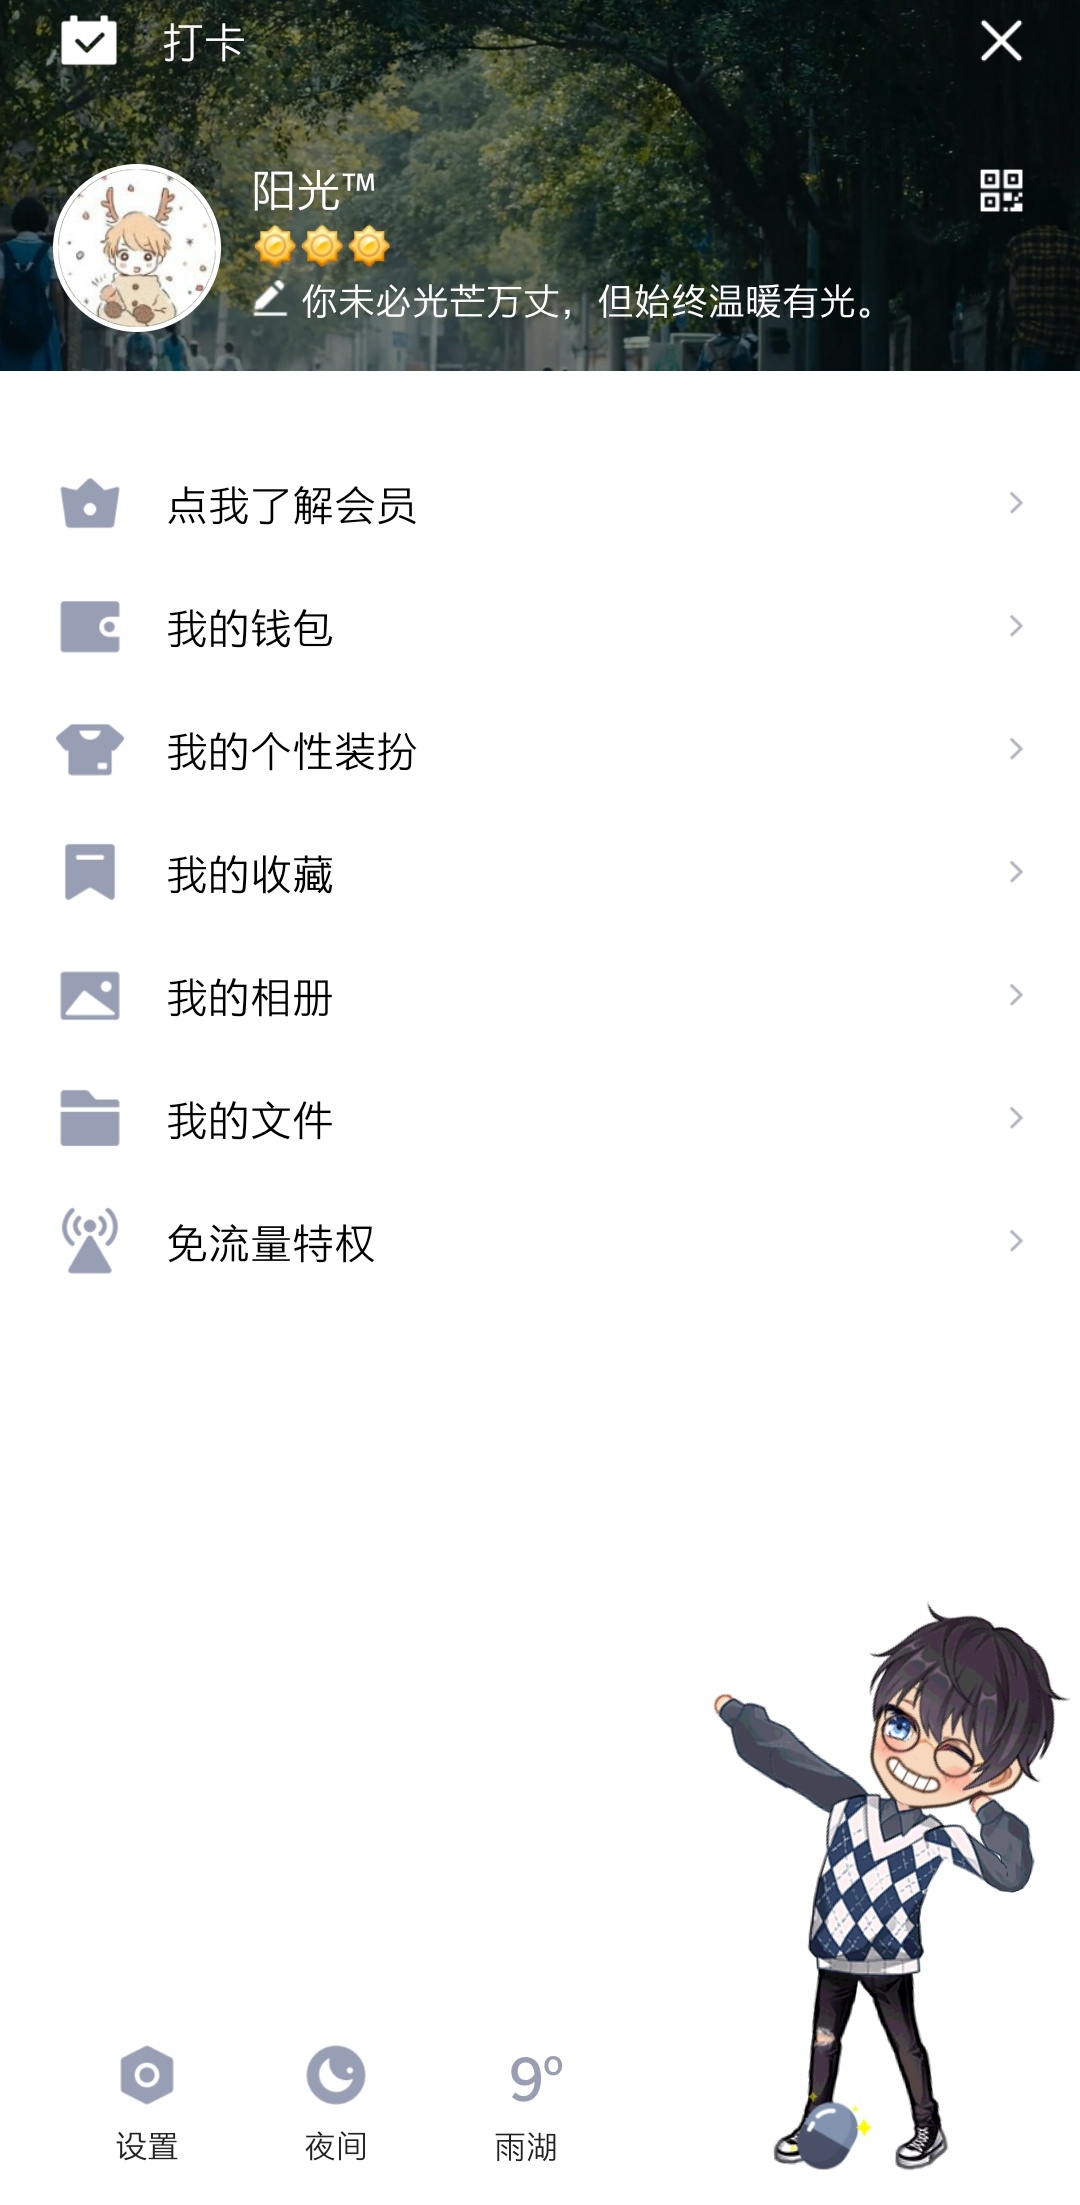 打卡
阳光™
你未必光芒万丈，但始终温暖有光。
点我了解会员
我的钱包
我的个性装扮
我的收藏
我的相册
我的文件
免流量特权
9º
设置
夜间
雨湖